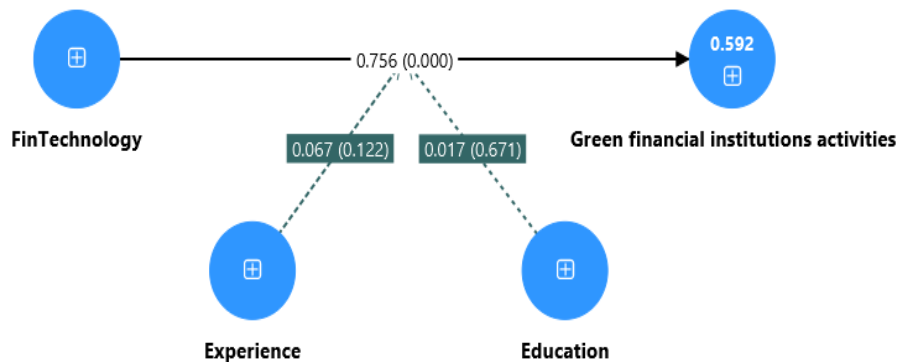 0.592
0.756 (0.000)
FinTechnology
Green financial institutions activities
0.067 (0.122)
0.017 (0.671)
Experience
Education